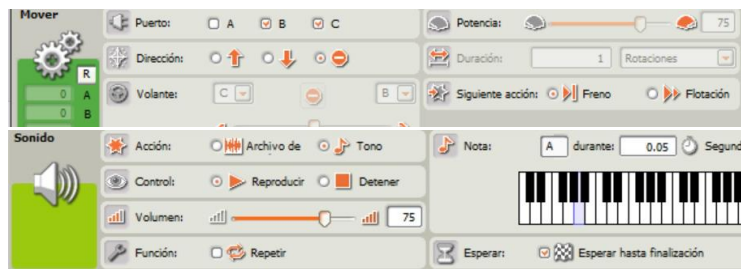 Mover
Puerto: A B C
Potencia: 75
Dirección:
Duración: 1 Rotaciones
R
0 A
0 B
Volante: C B
Siguiente acción: Freno Flotación
Sonido
Acción: Archivo de Tono
Nota: A durante: 0.05 Segund
Control: Reproducir Detener
Volumen: 75
Función: Repetir
Esperar: Esperar hasta finalización